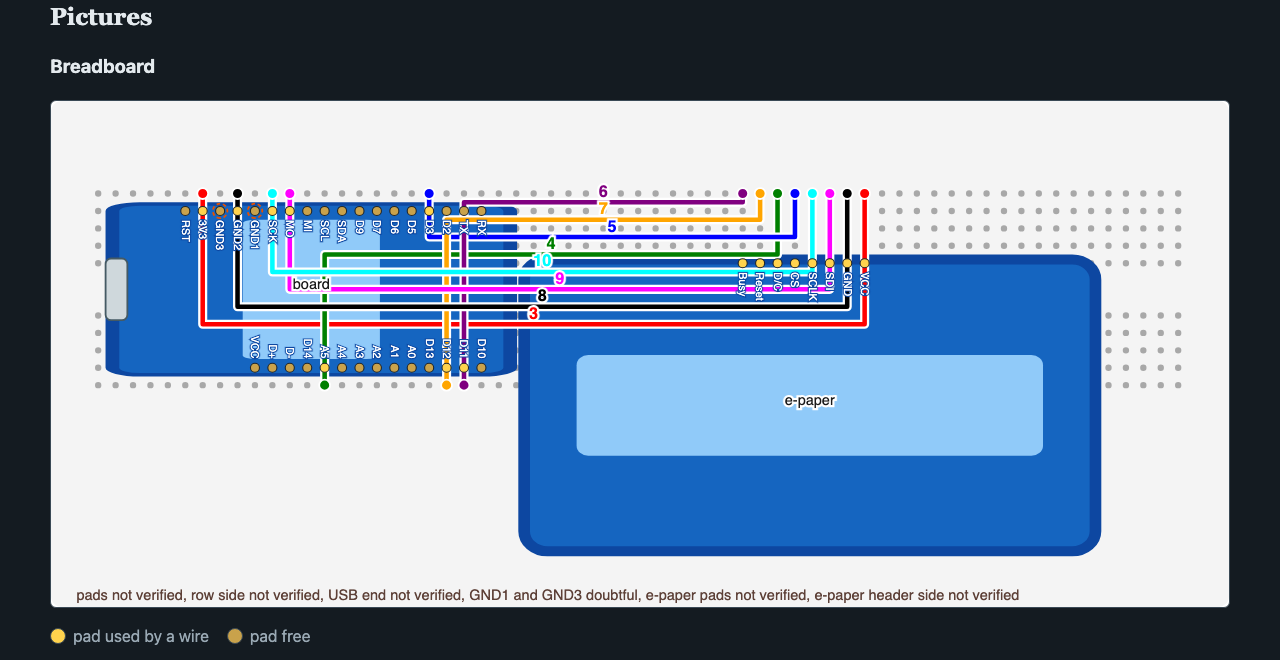 Pictures
Breadboard
6
7
5
4
10
9
8
3
RST
3V3
GND3
GND2
GND1
SCK
MO
MI
SCL
SDA
D9
D7
D6
D5
D3
D2
TX
RX
board
Busy
Reset
D/C
CS
SCLK
SDI
GND
VCC
VCC
D+
D-
D14
A5
A4
A3
A2
A1
A0
D13
D12
D11
D10
e-paper
pads not verified, row side not verified, USB end not verified, GND1 and GND3 doubtful, e-paper pads not verified, e-paper header side not verified
pad used by a wire pad free